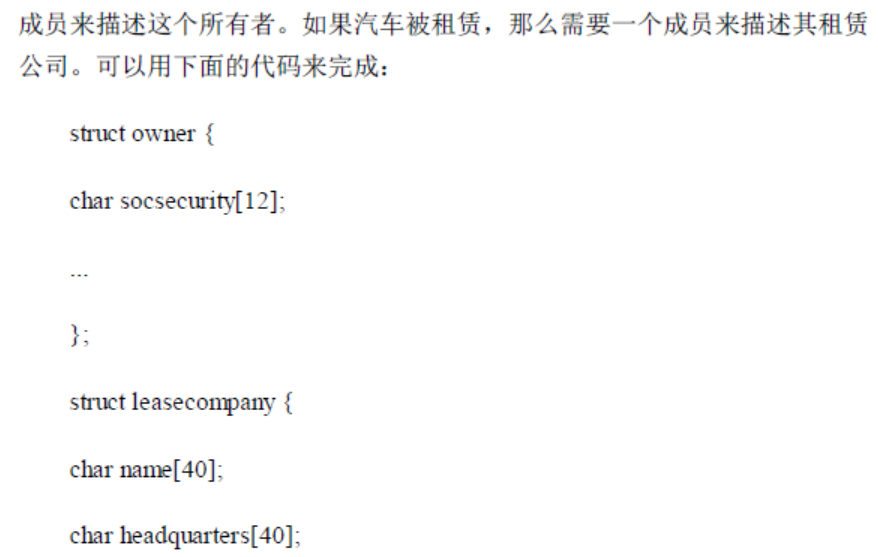 成员来描述这个所有者。如果汽车被租赁，那么需要一个成员来描述其租赁
公司。可以用下面的代码来完成：
struct owner {
char socsecurity[12];
...
};
struct leasecompany {
char name[40];
char headquarters[40];